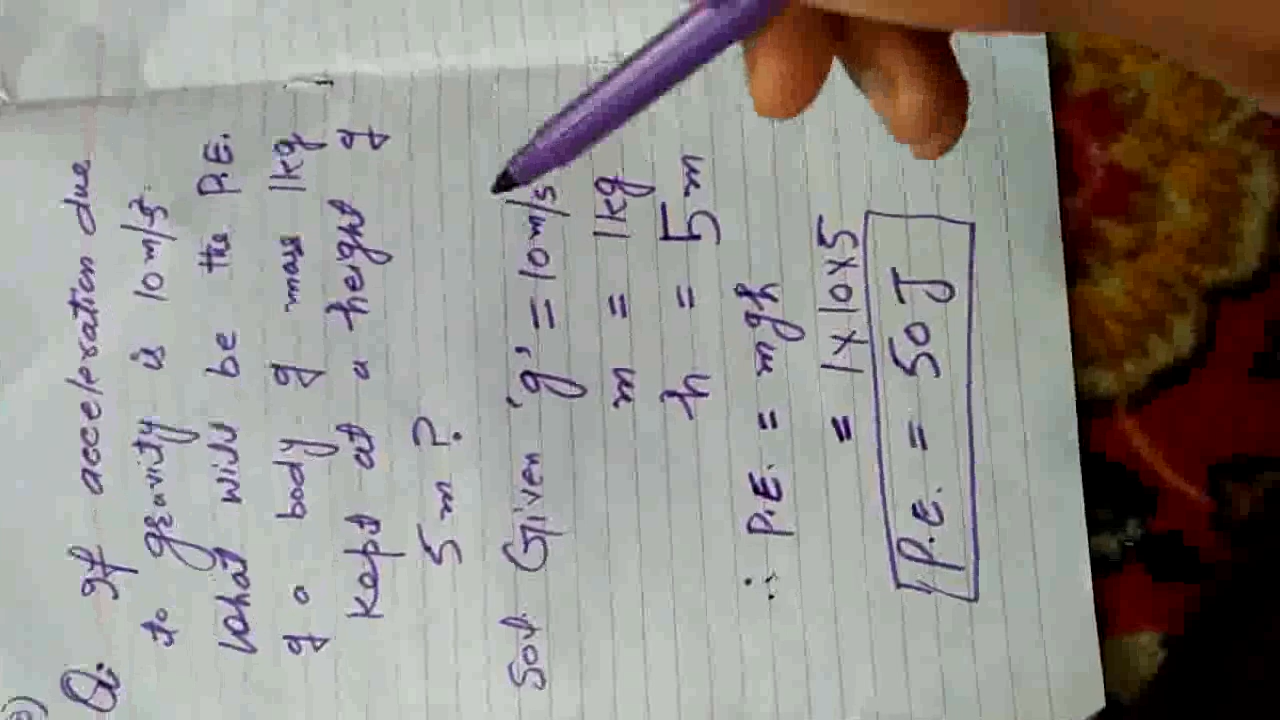 Q. If acceleration due
to gravity is 10 m/s².
What will be the P.E.
of a body of mass 1kg
kept at a height of
5 m?
Sol. Given 'g' = 10 m/s
m = 1kg
h = 5 m
∴ P.E. = mgh
= 1 x 10 x 5
P.E. = 50 J